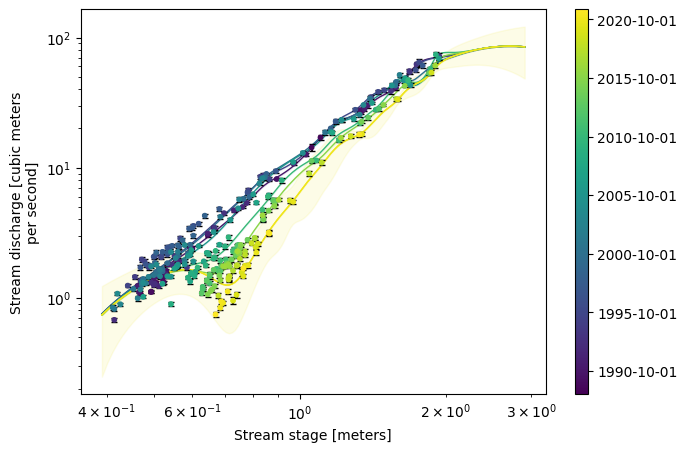 Stream discharge [cubic meters
per second]
10²
10¹
10⁰
4 × 10⁻¹
6 × 10⁻¹
10⁰
2 × 10⁰
3 × 10⁰
Stream stage [meters]
2020-10-01
2015-10-01
2010-10-01
2005-10-01
2000-10-01
1995-10-01
1990-10-01